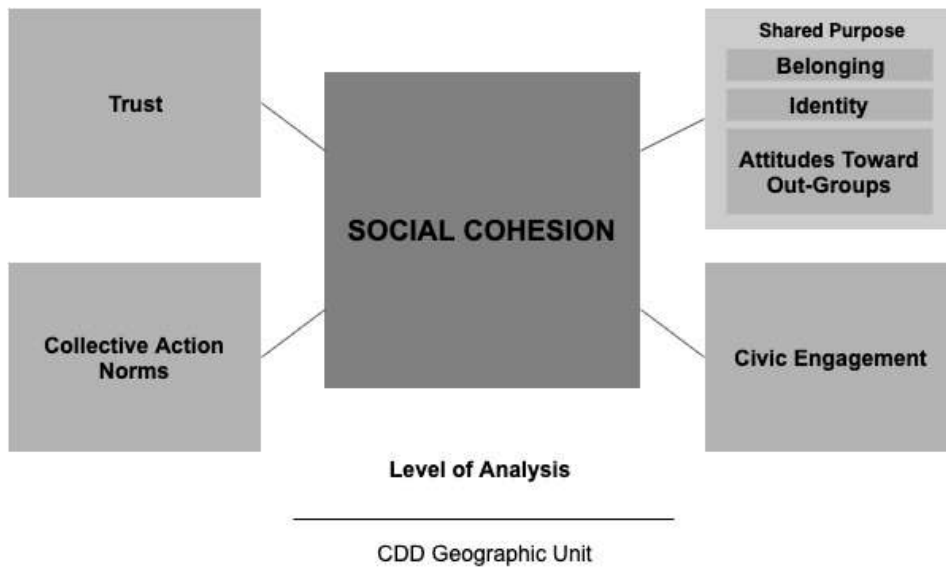 Trust
Shared Purpose
Belonging
Identity
Attitudes Toward
Out-Groups
SOCIAL COHESION
Collective Action
Norms
Civic Engagement
Level of Analysis
CDD Geographic Unit